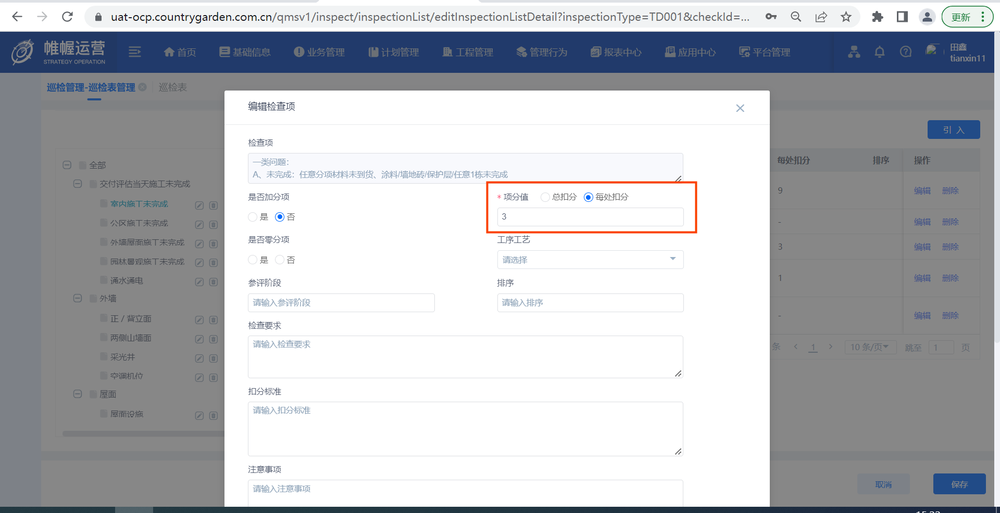 uat-ocp.countrygarden.com.cn/qmsv1/inspect/inspectionList/editInspectionListDetail?inspectionType=TD001&checkId=...
更新
帷幄运营
STRATEGY OPERATION
首页
基础信息
业务管理
计划管理
工程管理
管理行为
报表中心
应用中心
平台管理
田鑫
tianxin11
巡检管理-巡检表管理
巡检表
编辑检查项
引 入
检查项
一类问题：
A、未完成：任意分项材料未到货、涂料/墙地砖/保护层/任意1栋未完成
是否加分项
是 否
* 项分值 总扣分 每处扣分
3
是否零分项
是 否
工序工艺
请选择
参评阶段
请输入参评阶段
排序
请输入排序
检查要求
请输入检查要求
扣分标准
请输入扣分标准
注意事项
请输入注意事项
全部
交付评估当天施工未完成
室内施工未完成
公区施工未完成
外墙屋面施工未完成
园林景观施工未完成
通水通电
外墙
正 / 背立面
两侧山墙面
采光井
空调机位
屋面
屋面设施
每处扣分 排序 操作
9 编辑 删除
- 编辑 删除
3 编辑 删除
1 编辑 删除
- 编辑 删除
条 1 10 条/页 跳至 1 页
取消 保存